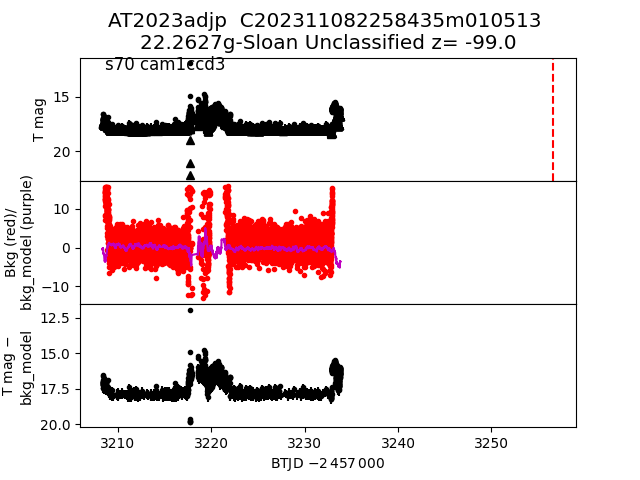 AT2023adjp  C202311082258435m010513
22.2627g-Sloan Unclassified z= -99.0
s70 cam1ccd3
T mag
15
20
Bkg (red)/
bkg_model (purple)
10
0
−10
T mag −
bkg_model
12.5
15.0
17.5
20.0
3210 3220 3230 3240 3250
BTJD −2 457 000